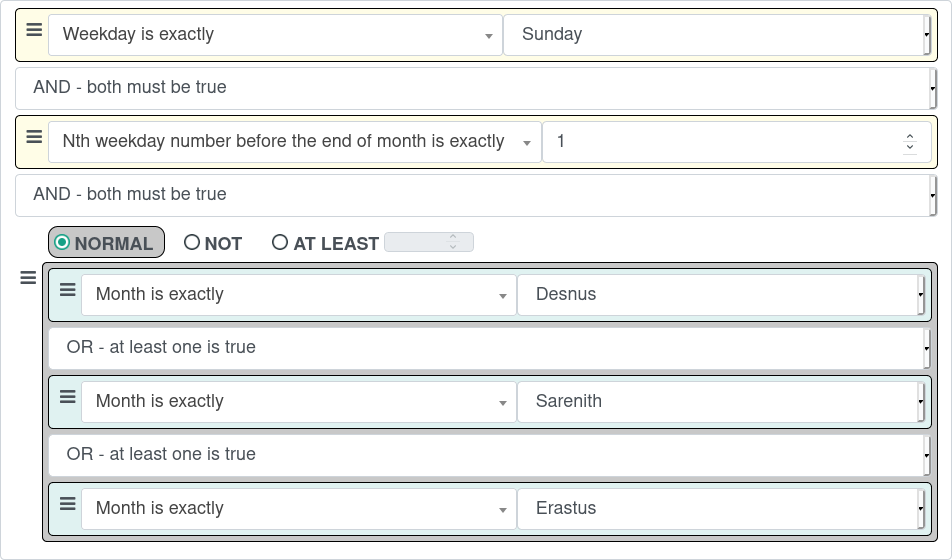 Weekday is exactly Sunday
AND - both must be true
Nth weekday number before the end of month is exactly 1
AND - both must be true
NORMAL NOT AT LEAST
Month is exactly Desnus
OR - at least one is true
Month is exactly Sarenith
OR - at least one is true
Month is exactly Erastus